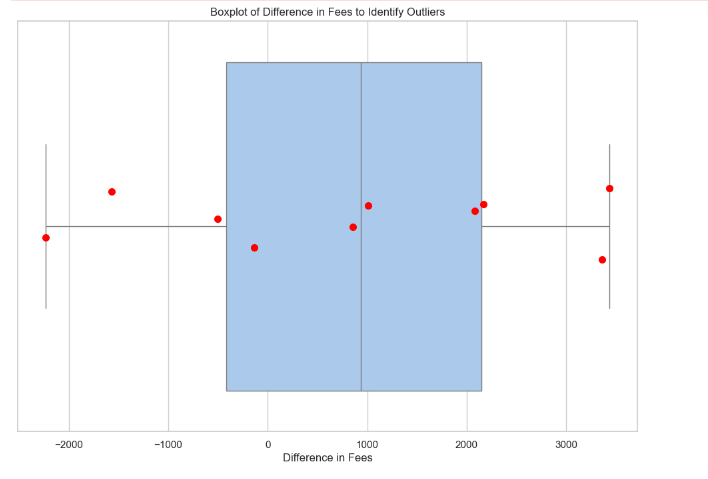 Boxplot of Difference in Fees to Identify Outliers
−2000 −1000 0 1000 2000 3000
Difference in Fees